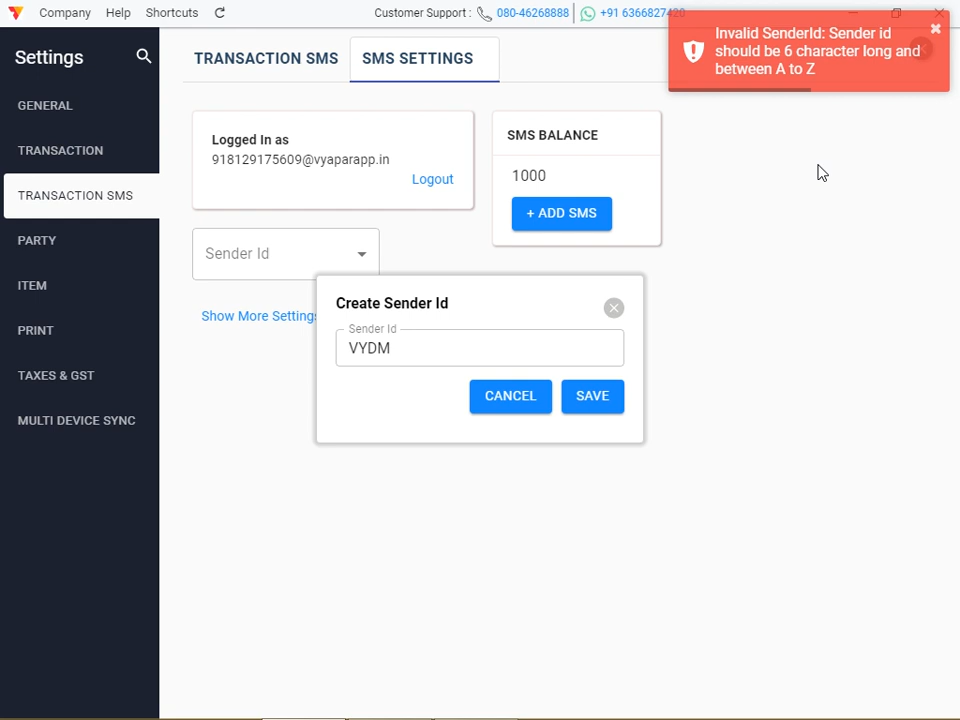 Company Help Shortcuts Customer Support : 080-46268888 +91 6366827420
Invalid SenderId: Sender id
should be 6 character long and
between A to Z
Settings
GENERAL
TRANSACTION
TRANSACTION SMS
PARTY
ITEM
PRINT
TAXES & GST
MULTI DEVICE SYNC
TRANSACTION SMS SMS SETTINGS
Logged In as
918129175609@vyaparapp.in
Logout
SMS BALANCE
1000
+ ADD SMS
Sender Id
Show More Settings
Create Sender Id
Sender Id
VYDM
CANCEL SAVE